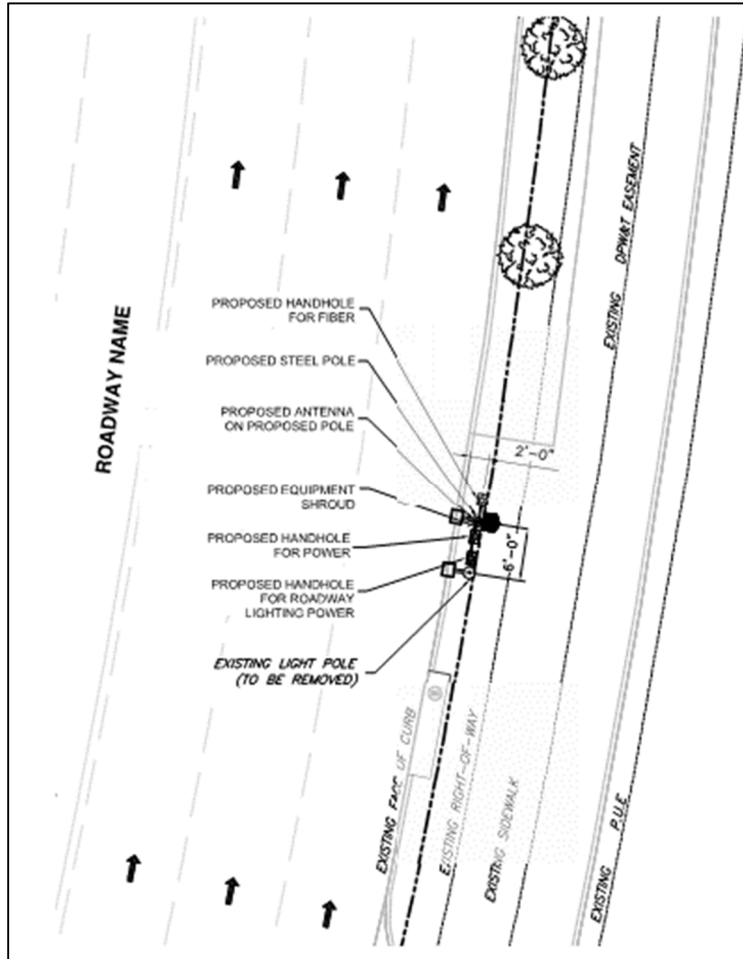 EXISTING DPW&T EASEMENT
PROPOSED HANDHOLE
FOR FIBER
PROPOSED STEEL POLE
PROPOSED ANTENNA
ON PROPOSED POLE
PROPOSED EQUIPMENT
SHROUD
PROPOSED HANDHOLE
FOR POWER
PROPOSED HANDHOLE
FOR ROADWAY
LIGHTING POWER
EXISTING LIGHT POLE
(TO BE REMOVED)
ROADWAY NAME
2'-0"
6'-0"
EXISTING FACE OF CURB
EXISTING RIGHT-OF-WAY
EXISTING SIDEWALK
EXISTING P.U.E